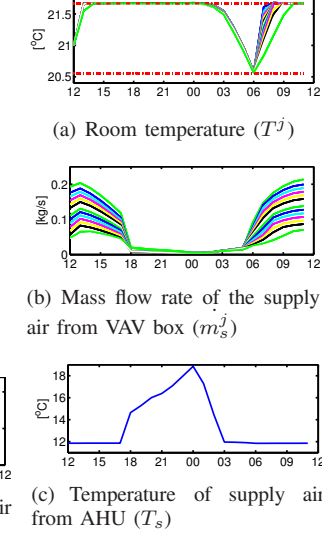 21.5
21
20.5
[°C]
12 15 18 21 00 03 06 09 12
(a) Room temperature (T^j)
0.2
0.1
0
[kg/s]
12 15 18 21 00 03 06 09 12
(b) Mass flow rate of the supply
air from VAV box (ṁ_s^j)
18
16
14
12
[°C]
12 15 18 21 00 03 06 09 12
12
(c) Temperature of supply air
from AHU (T_s)
ir